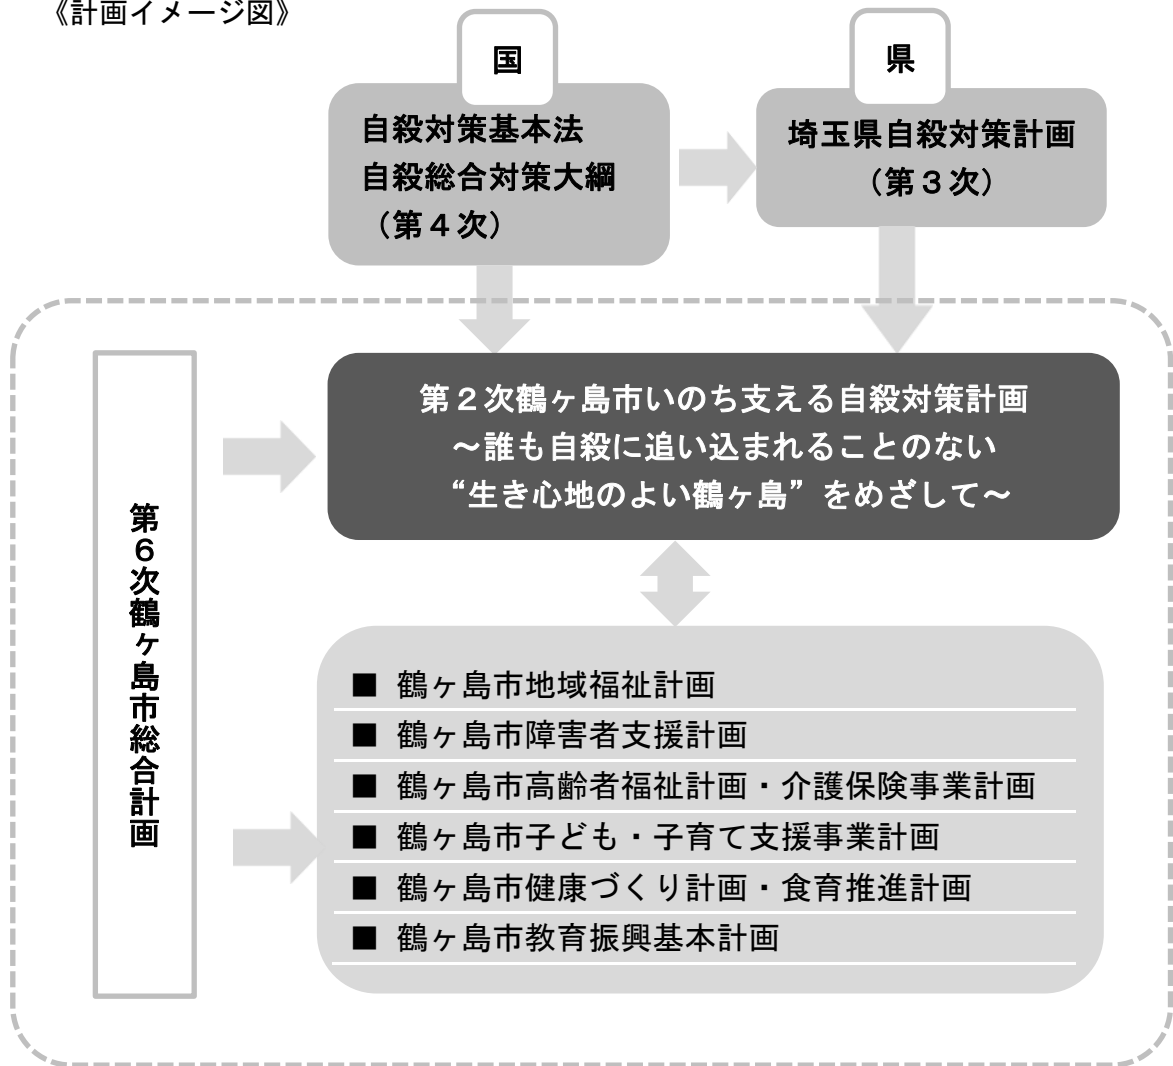 《計画イメージ図》
国
自殺対策基本法
自殺総合対策大綱
（第４次）
県
埼玉県自殺対策計画
（第３次）
第６次鶴ヶ島市総合計画
第２次鶴ヶ島市いのち支える自殺対策計画
～誰も自殺に追い込まれることのない
“生き心地のよい鶴ヶ島”をめざして～
■ 鶴ヶ島市地域福祉計画
■ 鶴ヶ島市障害者支援計画
■ 鶴ヶ島市高齢者福祉計画・介護保険事業計画
■ 鶴ヶ島市子ども・子育て支援事業計画
■ 鶴ヶ島市健康づくり計画・食育推進計画
■ 鶴ヶ島市教育振興基本計画